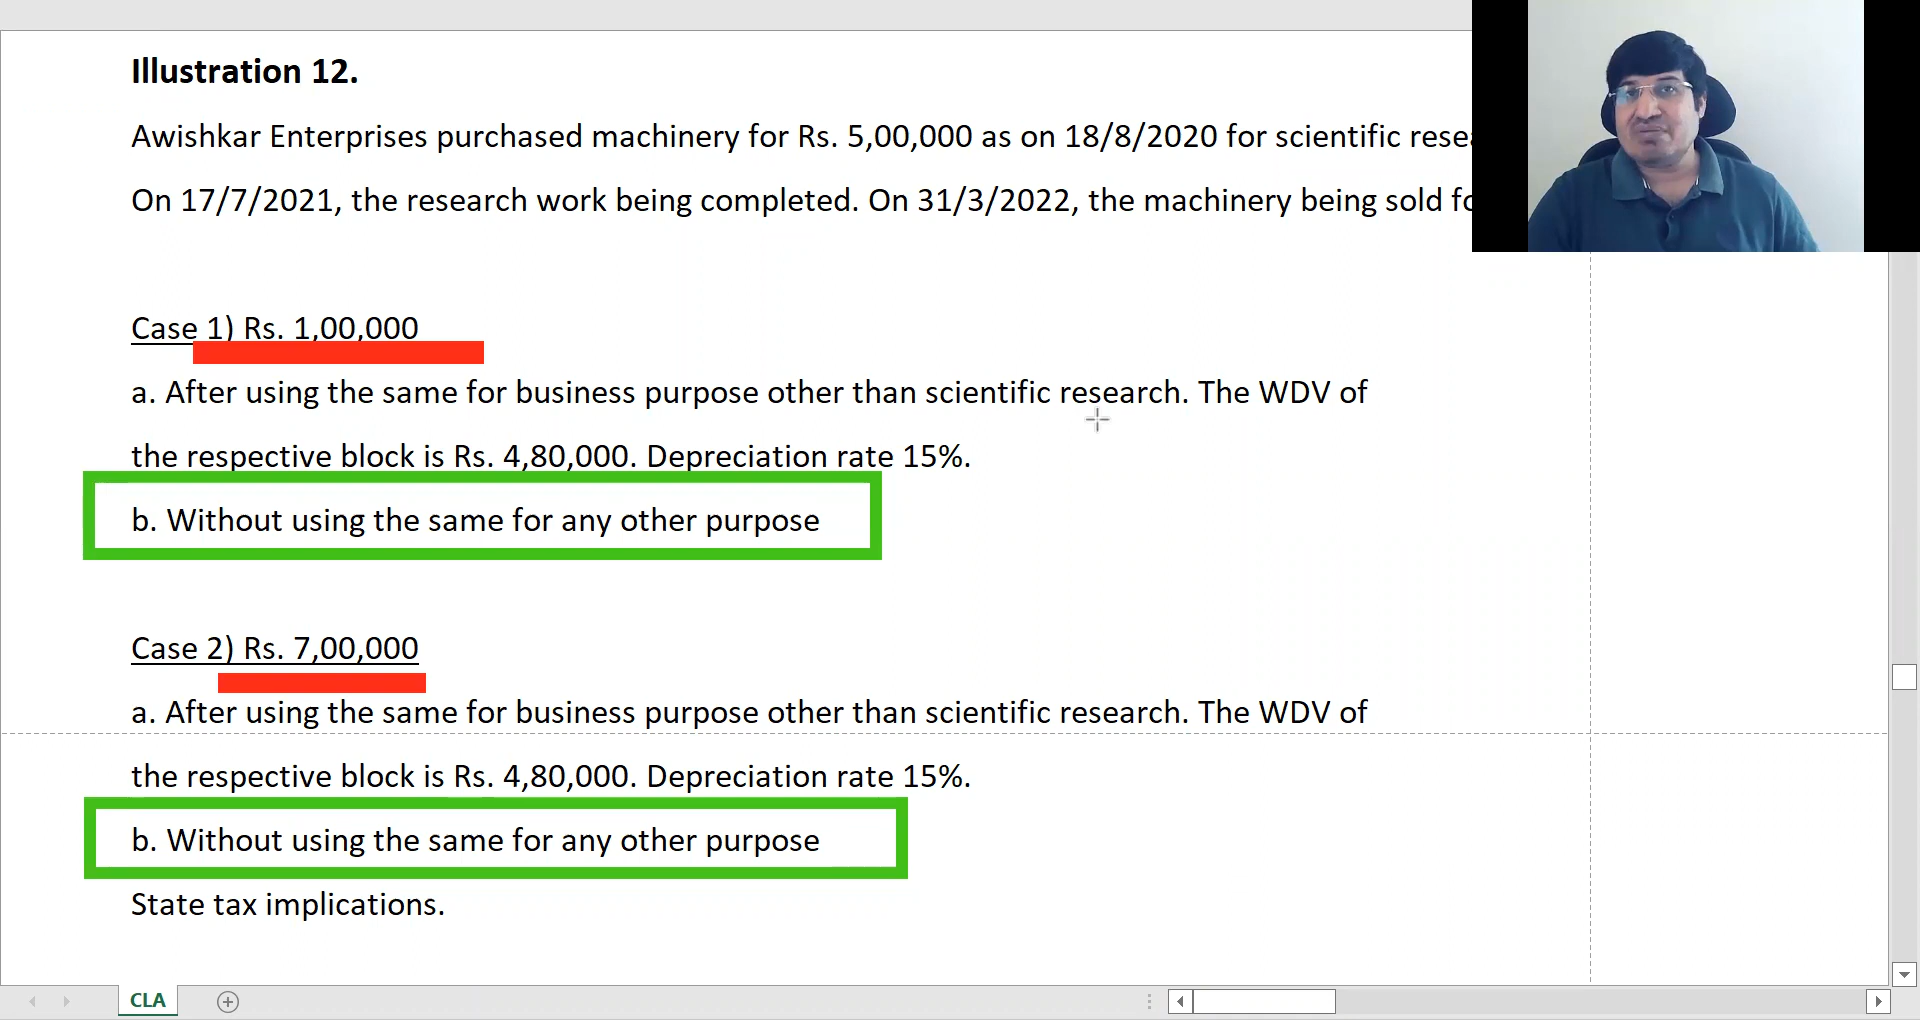 Illustration 12.
Awishkar Enterprises purchased machinery for Rs. 5,00,000 as on 18/8/2020 for scientific
On 17/7/2021, the research work being completed. On 31/3/2022, the machinery being sold
Case 1) Rs. 1,00,000
a. After using the same for business purpose other than scientific research. The WDV of
the respective block is Rs. 4,80,000. Depreciation rate 15%.
b. Without using the same for any other purpose
Case 2) Rs. 7,00,000
a. After using the same for business purpose other than scientific research. The WDV of
the respective block is Rs. 4,80,000. Depreciation rate 15%.
b. Without using the same for any other purpose
State tax implications.
CLA